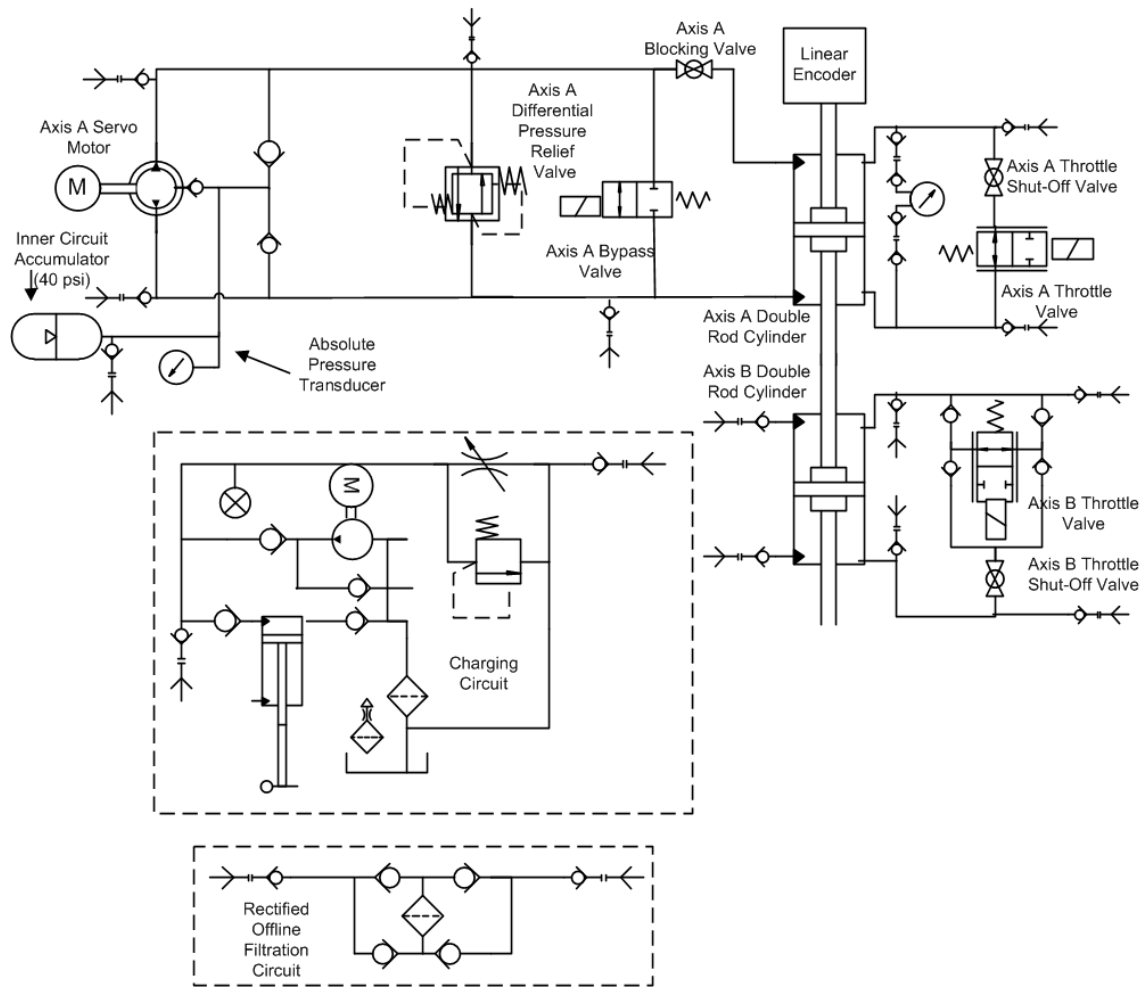 Axis A
Blocking Valve
Linear
Encoder
Axis A Servo
Motor
M
Axis A
Differential
Pressure
Relief
Valve
Axis A Throttle
Shut-Off Valve
Inner Circuit
Accumulator
(40 psi)
Axis A Bypass
Valve
Axis A Throttle
Valve
Absolute
Pressure
Transducer
Axis A Double
Rod Cylinder
Axis B Double
Rod Cylinder
M
Axis B Throttle
Valve
Axis B Throttle
Shut-Off Valve
Charging
Circuit
Rectified
Offline
Filtration
Circuit